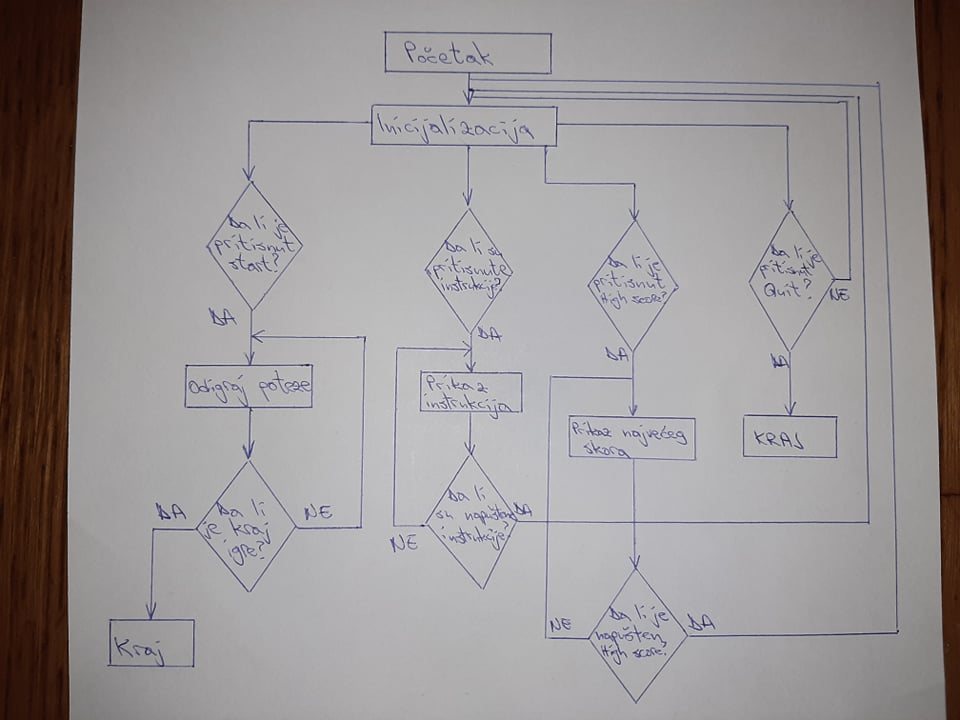 Početak
Inicijalizacija
Da li je
pritisnut
start?
Da li su
pritisnute
instrukcije?
Da li je
pritisnut
High score?
Da li je
pritisnut
Quit?
NE
DA
DA
DA
DA
Odigraj poteze
Prikaz
instrukcija
Prikaz najvećeg
skora
KRAJ
Da li
je kraj
igre?
DA
NE
Da li
su napuštene
instrukcije?
DA
NE
Da li je
napušten
High score?
NE
DA
Kraj